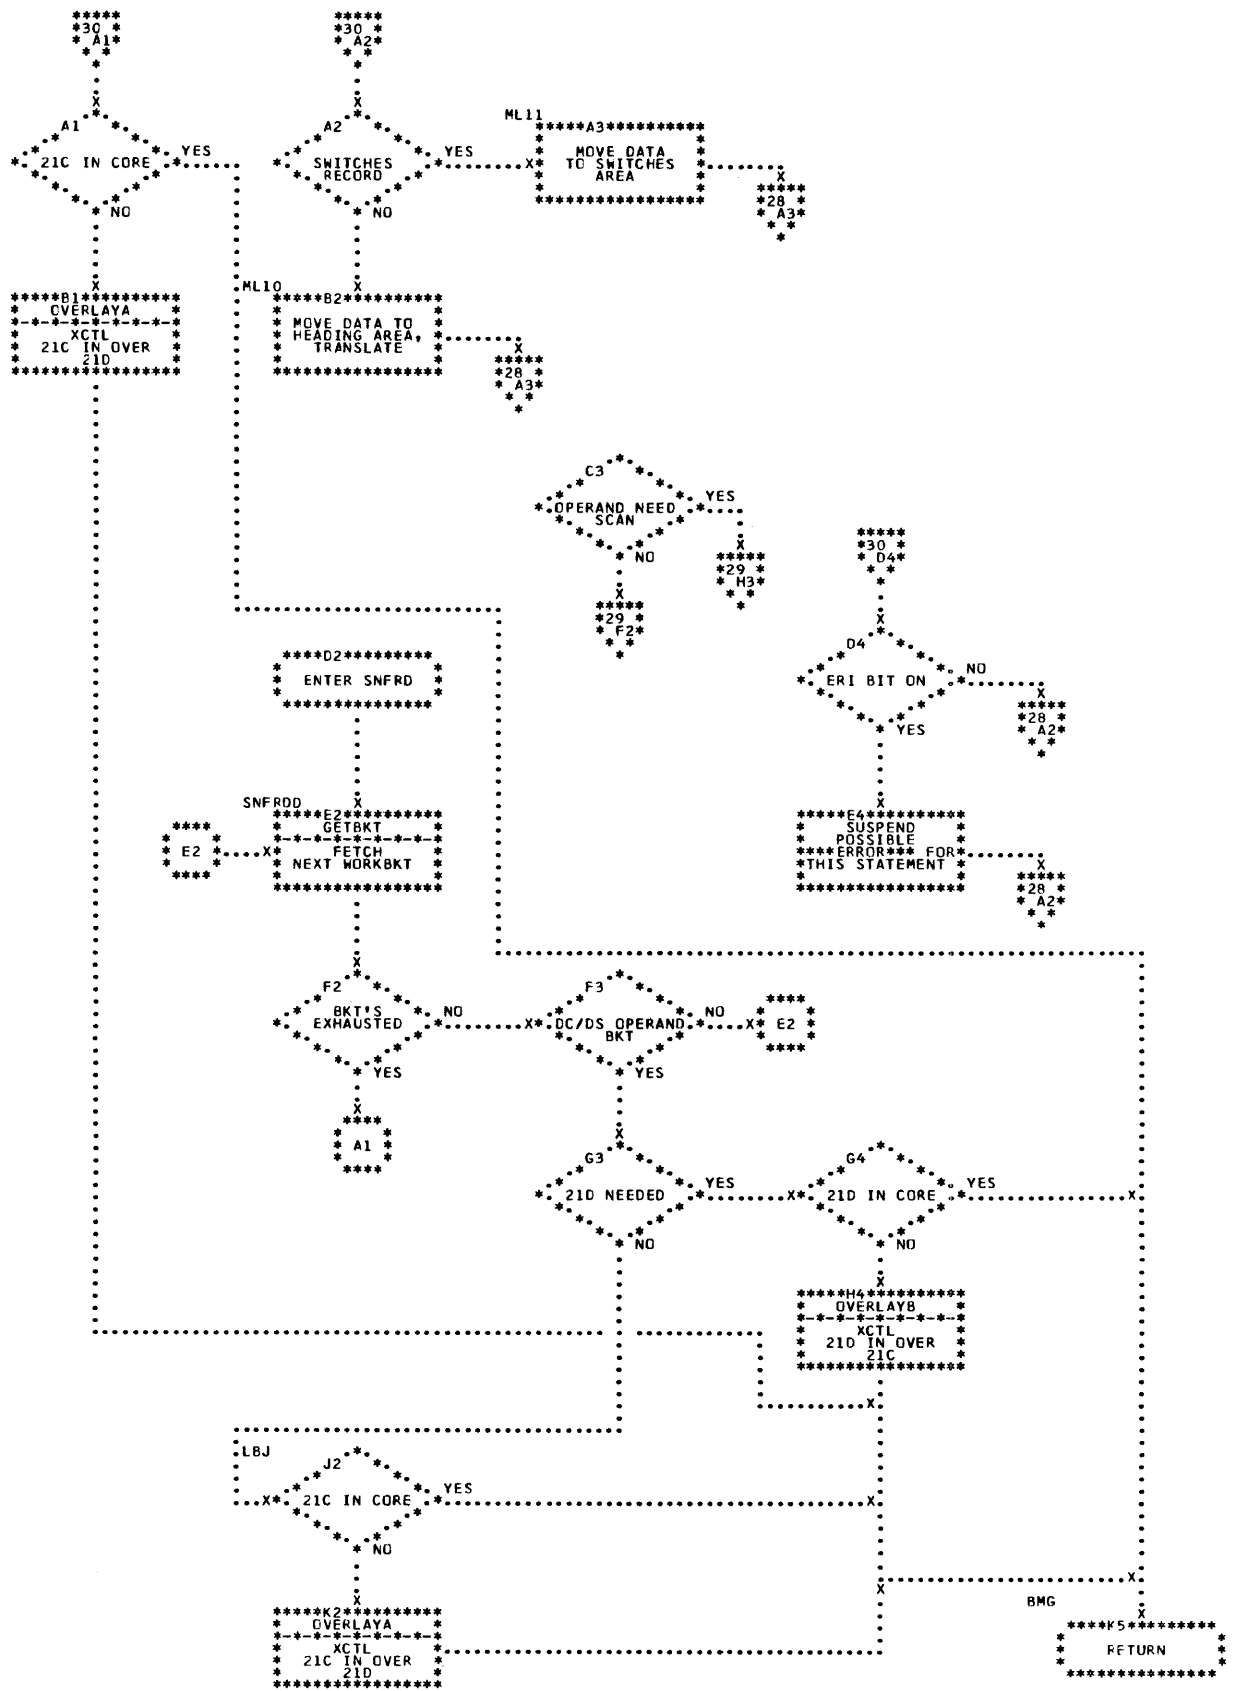 30
A1
30
A2
A1
21C IN CORE
YES
NO
A2
SWITCHES
RECORD
YES
NO
ML11
A3
MOVE DATA
TO SWITCHES
AREA
28
A3
B1
OVERLAYA
XCTL
21C IN OVER
21D
ML10
B2
MOVE DATA TO
HEADING AREA,
TRANSLATE
28
A3
C3
OPERAND NEED
SCAN
YES
NO
29
H3
29
F2
30
D4
D2
ENTER SNFRD
D4
ERI BIT ON
NO
YES
28
A2
SNFRDD
E2
GETBKT
FETCH
NEXT WORKBKT
E2
E4
SUSPEND
POSSIBLE
***ERROR*** FOR
THIS STATEMENT
28
A2
F2
BKT'S
EXHAUSTED
NO
YES
F3
DC/DS OPERAND
BKT
NO
YES
E2
A1
G3
21D NEEDED
YES
NO
G4
21D IN CORE
YES
NO
H4
OVERLAYB
XCTL
21D IN OVER
21C
LBJ
J2
21C IN CORE
YES
NO
K2
OVERLAYA
XCTL
21C IN OVER
21D
BMG
K5
RETURN